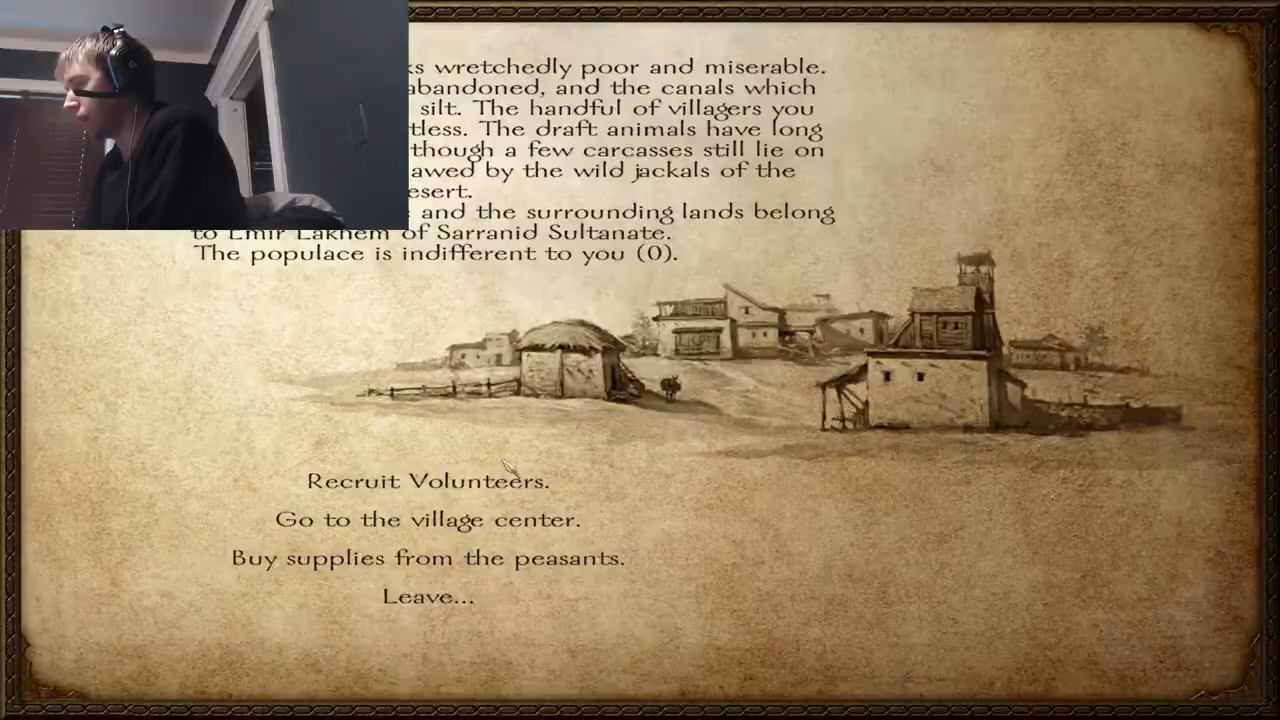 wretchedly poor and miserable.
abandoned, and the canals which
silt. The handful of villagers you
The draft animals have long
though a few carcasses still lie on
by the wild jackals of the
and the surrounding lands belong
to Emir Lakhem of Sarranid Sultanate.
The populace is indifferent to you (0).
Recruit Volunteers.
Go to the village center.
Buy supplies from the peasants.
Leave...